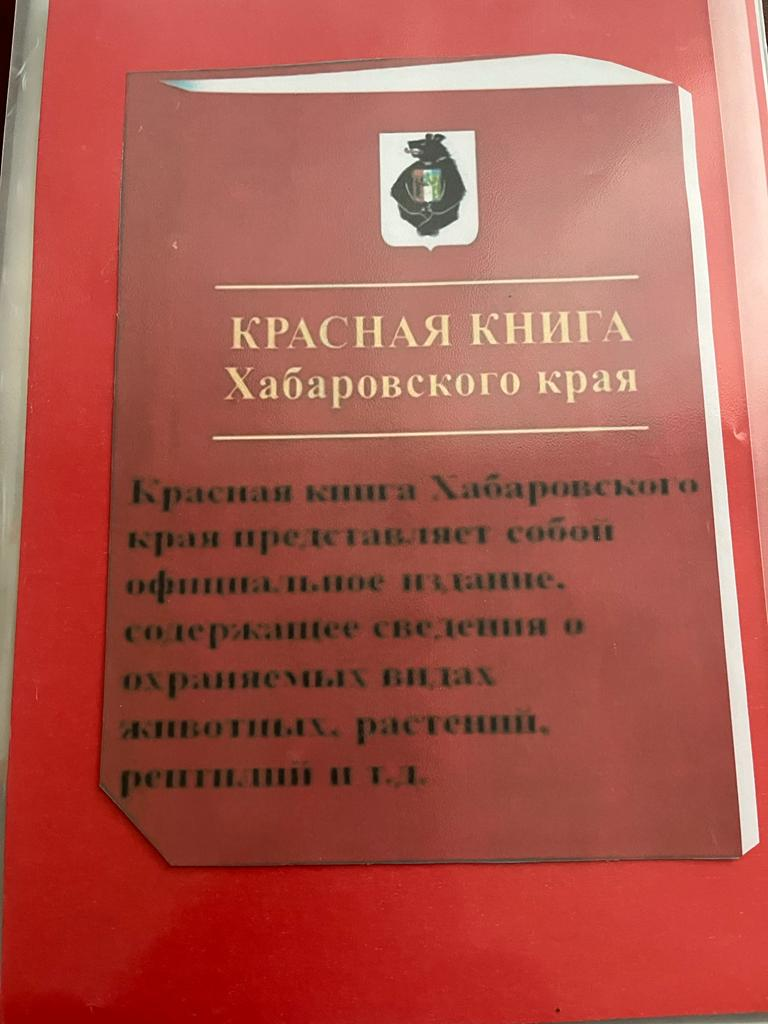 КРАСНАЯ КНИГА
Хабаровского края
Красная книга Хабаровского
края представляет собой
официальное издание,
содержащее сведения о
охраняемых видах
животных, растений,
рептилий и т.д.